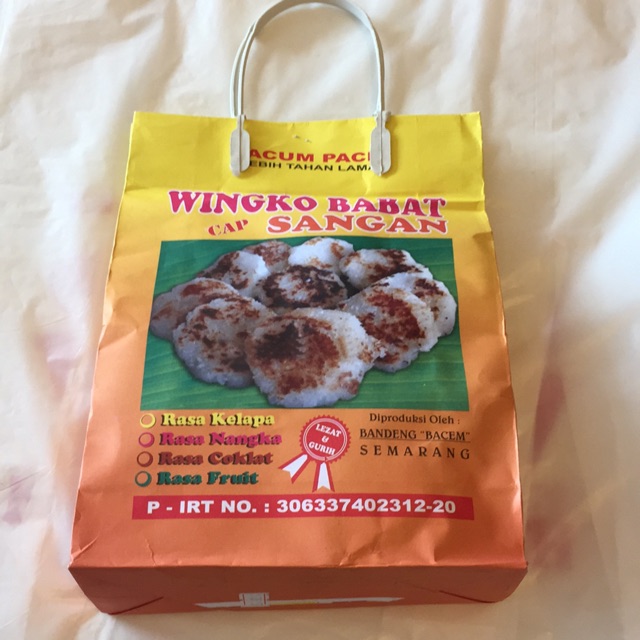 ACUM PAC
EBIH TAHAN LAMA
WINGKO BABAT
CAP SANGAN
Rasa Kelapa
Rasa Nangka
Rasa Coklat
Rasa Fruit
LEZAT
&
GURIH
Diproduksi Oleh :
BANDENG "BACEM"
SEMARANG
P - IRT NO. : 306337402312-20